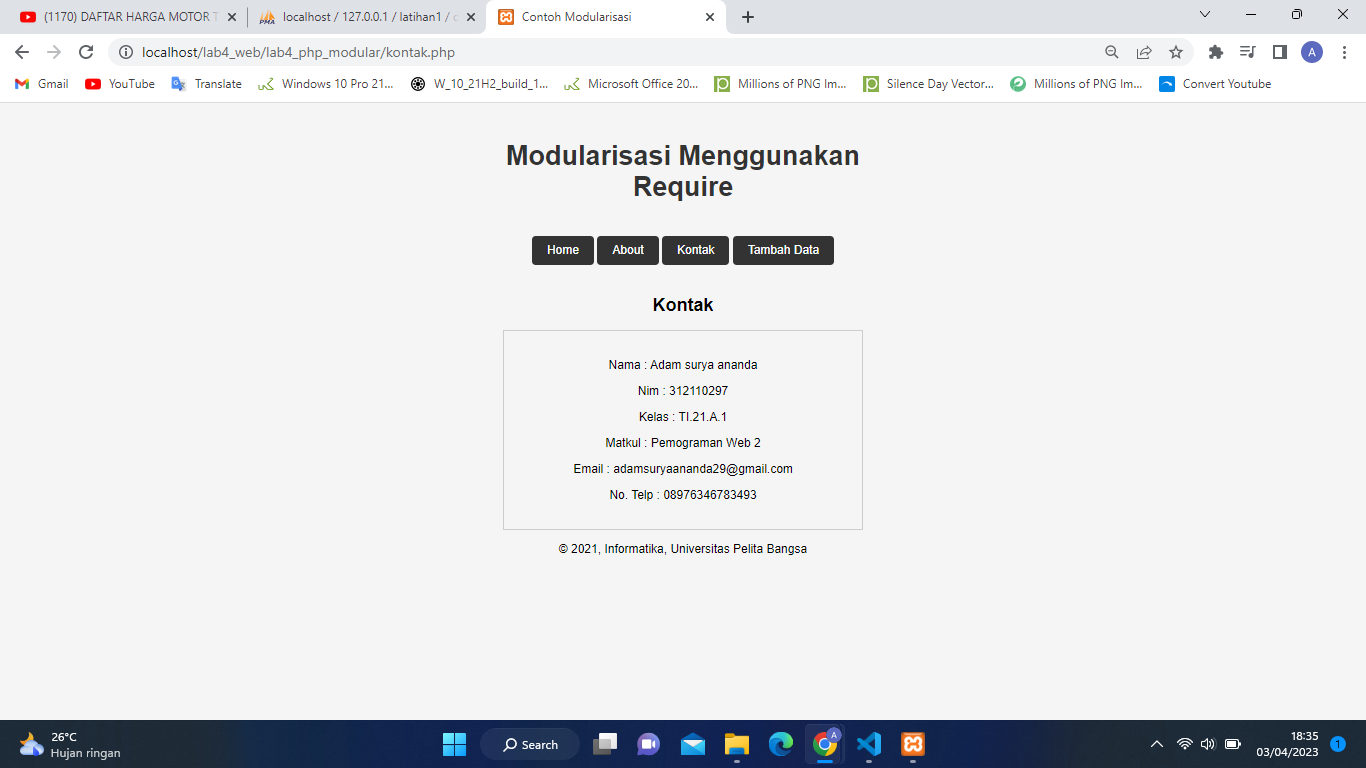 (1170) DAFTAR HARGA MOTOR
localhost / 127.0.0.1 / latihan1 /
Contoh Modularisasi
localhost/lab4_web/lab4_php_modular/kontak.php
A
Gmail
YouTube
Translate
Windows 10 Pro 21...
W_10_21H2_build_1...
Microsoft Office 20...
Millions of PNG Im...
Silence Day Vector...
Millions of PNG Im...
Convert Youtube
Modularisasi Menggunakan
Require
Home About Kontak Tambah Data
Kontak
Nama : Adam surya ananda
Nim : 312110297
Kelas : TI.21.A.1
Matkul : Pemograman Web 2
Email : adamsuryaananda29@gmail.com
No. Telp : 08976346783493
© 2021, Informatika, Universitas Pelita Bangsa
26°C
Hujan ringan
Search
A
18:35
03/04/2023
1